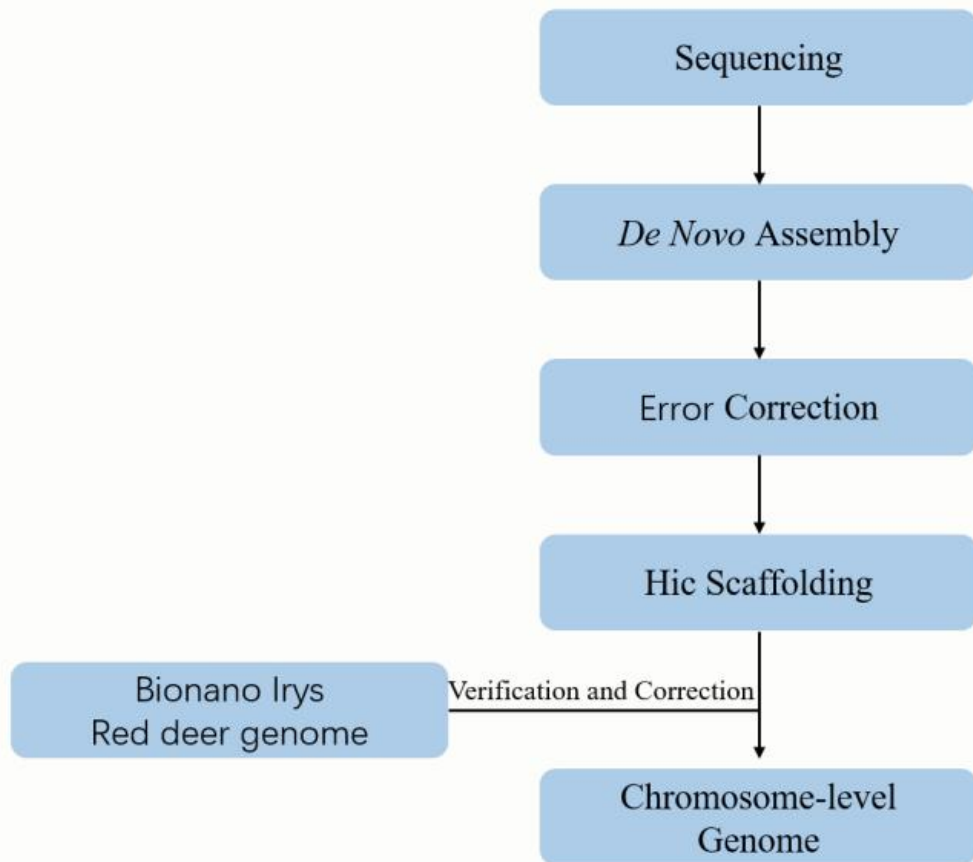 Sequencing
De Novo Assembly
Error Correction
Hic Scaffolding
Bionano Irys
Red deer genome
Verification and Correction
Chromosome-level
Genome